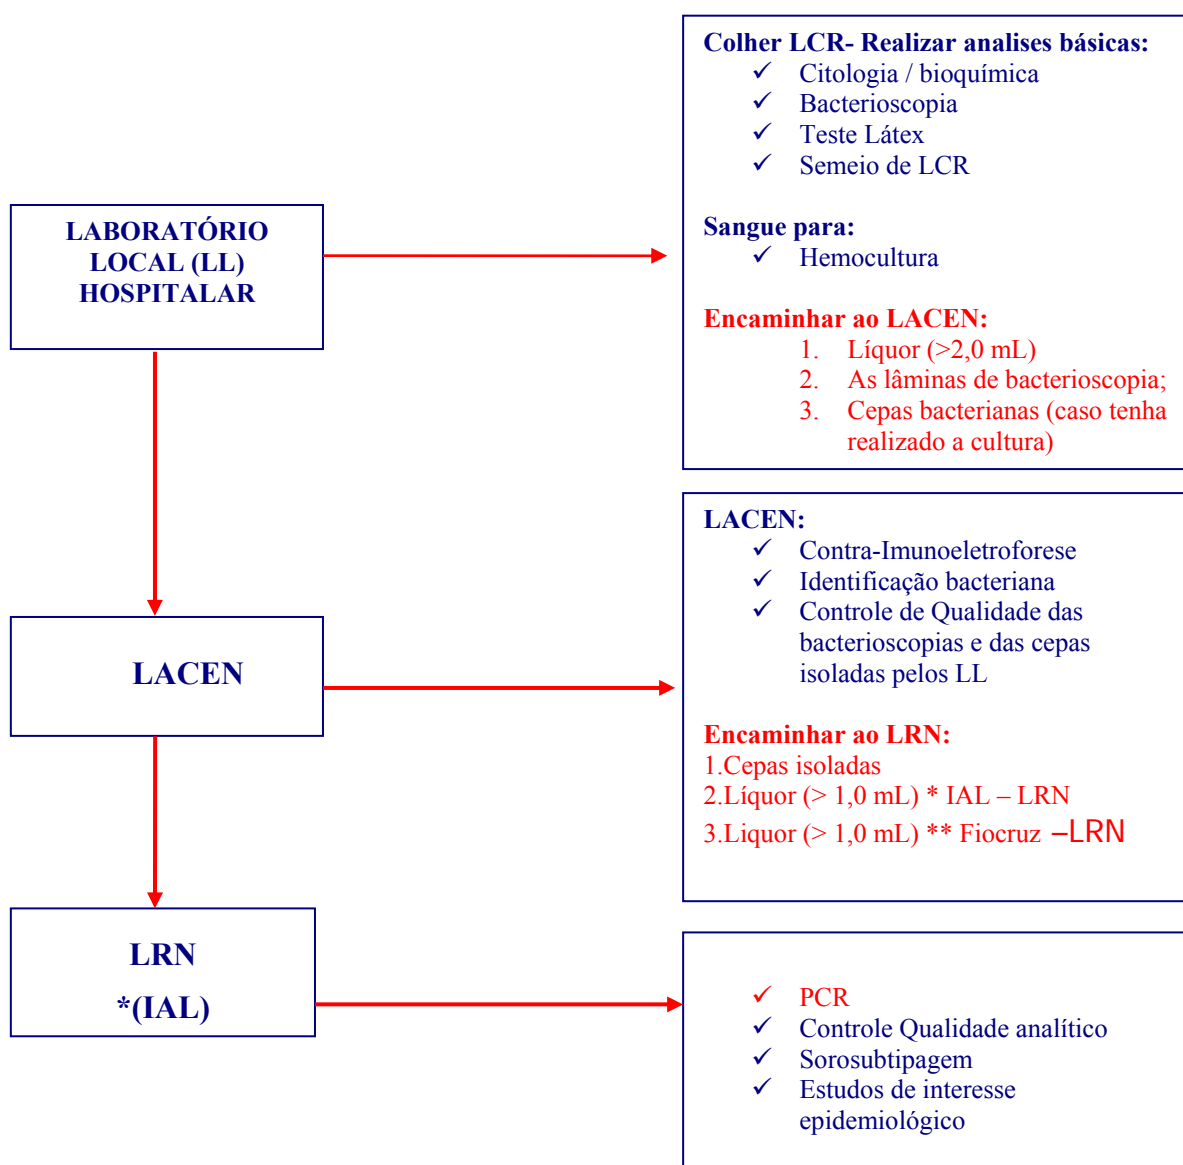 Colher LCR- Realizar analises básicas:
✓ Citologia / bioquímica
✓ Bacterioscopia
✓ Teste Látex
✓ Semeio de LCR
Sangue para:
✓ Hemocultura
Encaminhar ao LACEN:
1. Líquor (>2,0 mL)
2. As lâminas de bacterioscopia;
3. Cepas bacterianas (caso tenha
realizado a cultura)
LABORATÓRIO
LOCAL (LL)
HOSPITALAR
LACEN:
✓ Contra-Imunoeletroforese
✓ Identificação bacteriana
✓ Controle de Qualidade das
bacterioscopias e das cepas
isoladas pelos LL
Encaminhar ao LRN:
1.Cepas isoladas
2.Líquor (> 1,0 mL) * IAL – LRN
3.Liquor (> 1,0 mL) ** Fiocruz –LRN
LACEN
LRN
*(IAL)
✓ PCR
✓ Controle Qualidade analítico
✓ Sorosubtipagem
✓ Estudos de interesse
epidemiológico